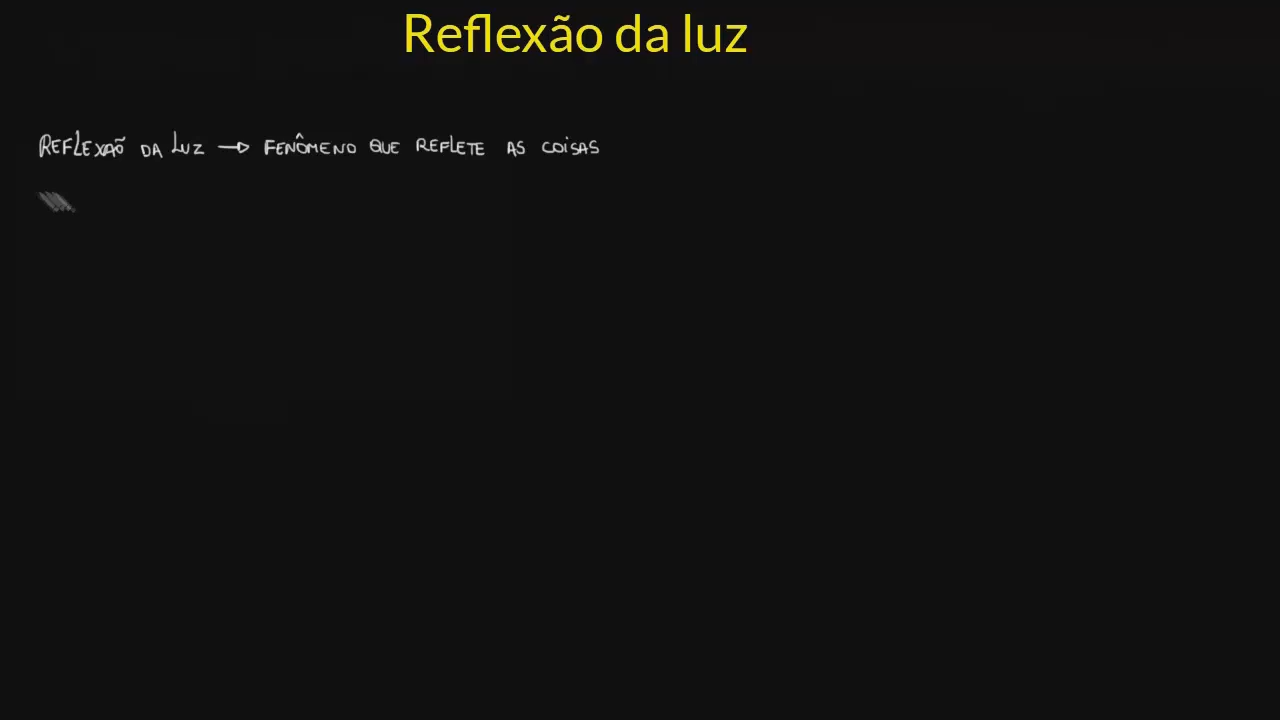 Reflexão da luz
REFLEXÃO DA LUZ → FENÔMENO QUE REFLETE AS COISAS